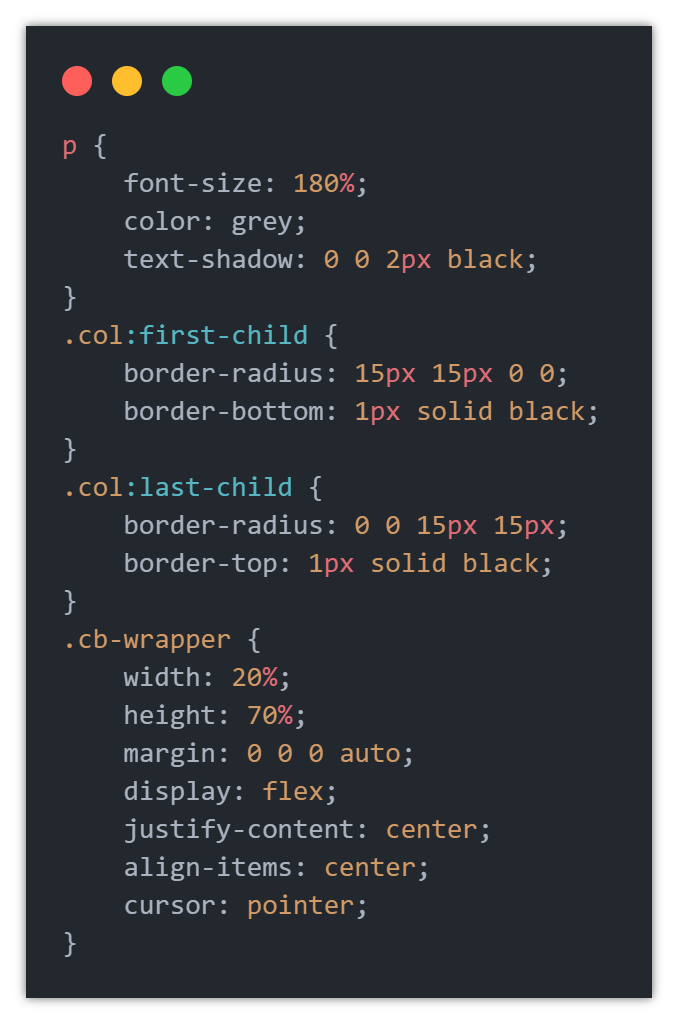 p {
    font-size: 180%;
    color: grey;
    text-shadow: 0 0 2px black;
}
.col:first-child {
    border-radius: 15px 15px 0 0;
    border-bottom: 1px solid black;
}
.col:last-child {
    border-radius: 0 0 15px 15px;
    border-top: 1px solid black;
}
.cb-wrapper {
    width: 20%;
    height: 70%;
    margin: 0 0 0 auto;
    display: flex;
    justify-content: center;
    align-items: center;
    cursor: pointer;
}